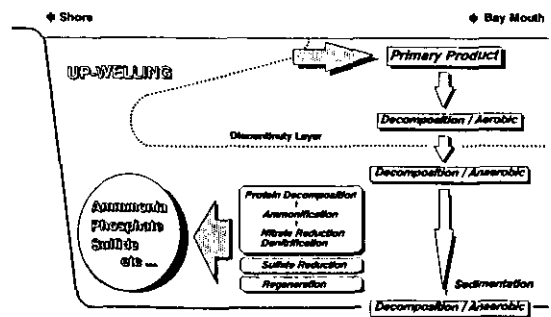 Shore
Bay Mouth
UP-WELLING
Primary Product
Decomposition / Aerobic
Discontinuity Layer
Decomposition / Anaerobic
Ammonia
Phosphate
Sulfide
etc ...
Protein Decomposition
Ammonification
Nitrate Reduction
Denitrification
Sulfate Reduction
Regeneration
Sedimentation
Decomposition / Anaerobic